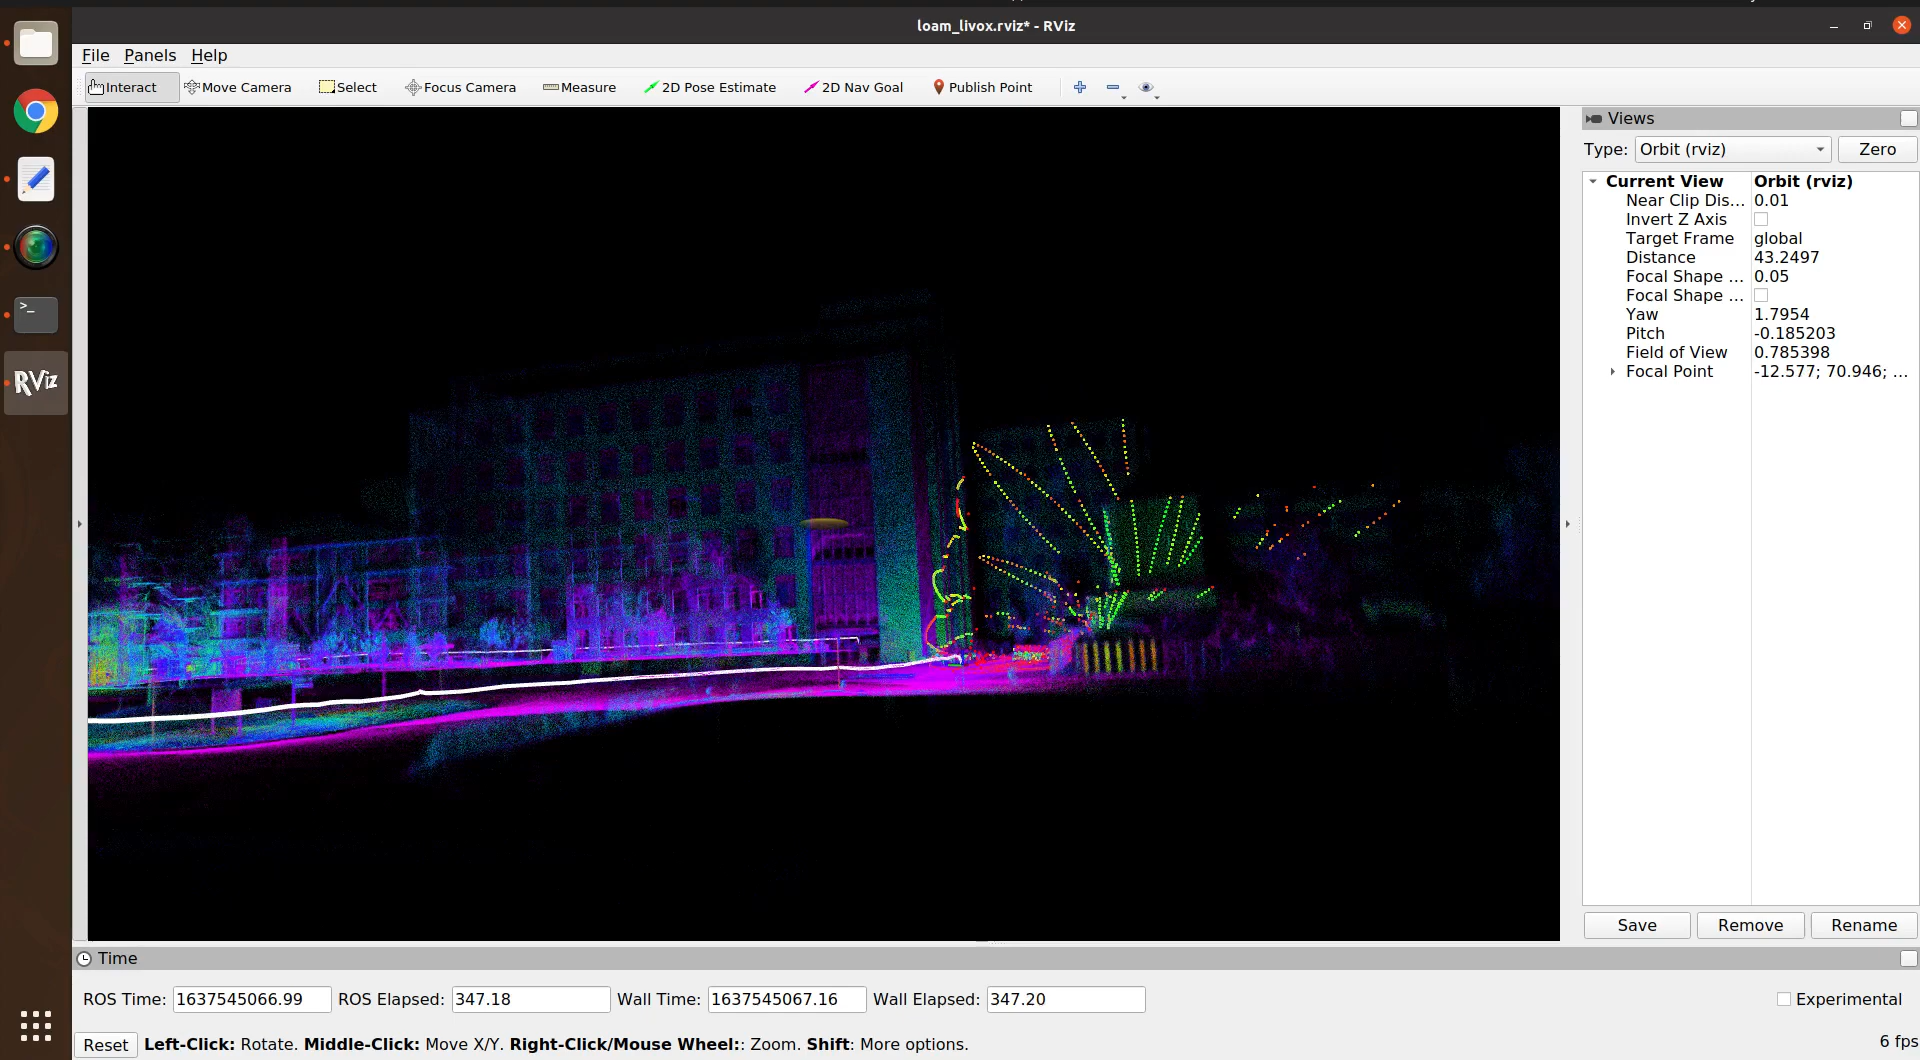 loam_livox.rviz* - RViz
File Panels Help
Interact Move Camera Select Focus Camera Measure 2D Pose Estimate 2D Nav Goal Publish Point
Views
Type: Orbit (rviz) Zero
Current View Orbit (rviz)
Near Clip Dis... 0.01
Invert Z Axis
Target Frame global
Distance 43.2497
Focal Shape ... 0.05
Focal Shape ...
Yaw 1.7954
Pitch -0.185203
Field of View 0.785398
Focal Point -12.577; 70.946; ...
RViz
Save Remove Rename
Time
ROS Time: 1637545066.99 ROS Elapsed: 347.18 Wall Time: 1637545067.16 Wall Elapsed: 347.20 Experimental
Reset Left-Click: Rotate. Middle-Click: Move X/Y. Right-Click/Mouse Wheel:: Zoom. Shift: More options. 6 fps